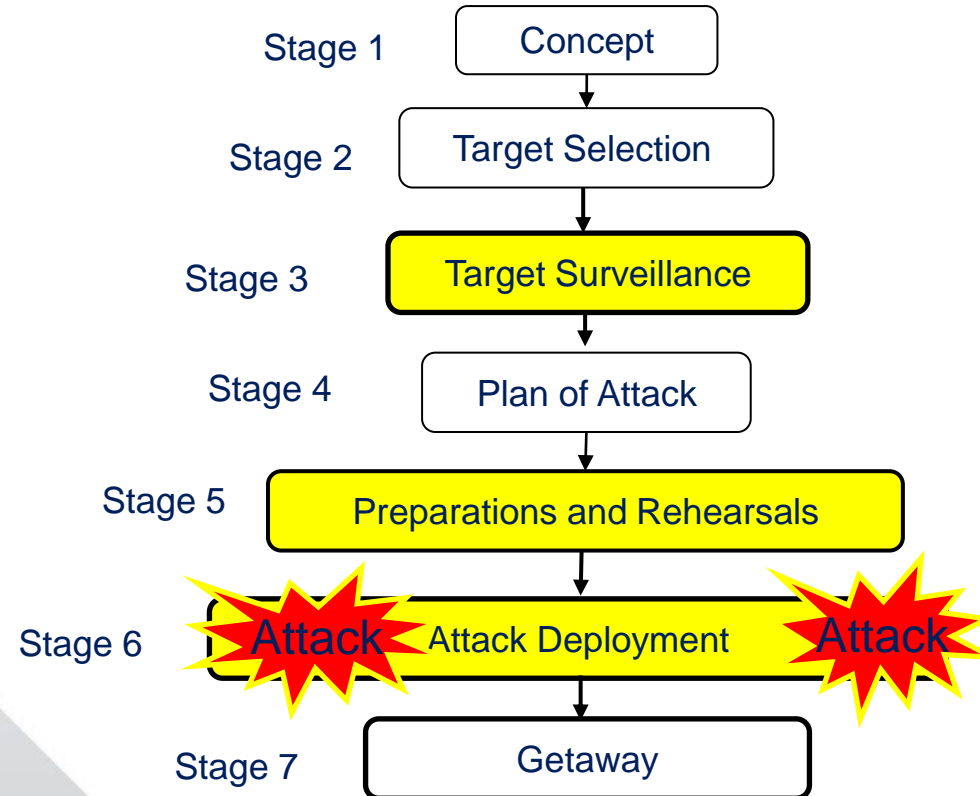 Stage 1
Concept
Stage 2
Target Selection
Stage 3
Target Surveillance
Stage 4
Plan of Attack
Stage 5
Preparations and Rehearsals
Stage 6
Attack
Attack Deployment
Attack
Stage 7
Getaway